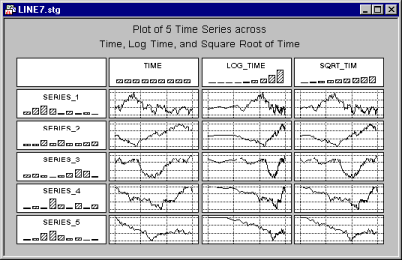 LINE7.stg
Plot of 5 Time Series across
Time, Log Time, and Square Root of Time
TIME
LOG_TIME
SQRT_TIM
SERIES_1
SERIES_2
SERIES_3
SERIES_4
SERIES_5